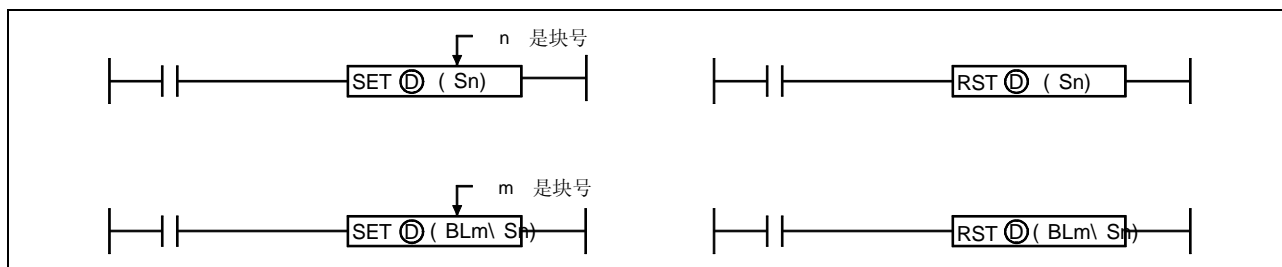 n 是块号
SET Ⓓ ( Sn)
RST Ⓓ ( Sn)
m 是块号
SET Ⓓ ( BLm\ Sn)
RST Ⓓ ( BLm\ Sn)